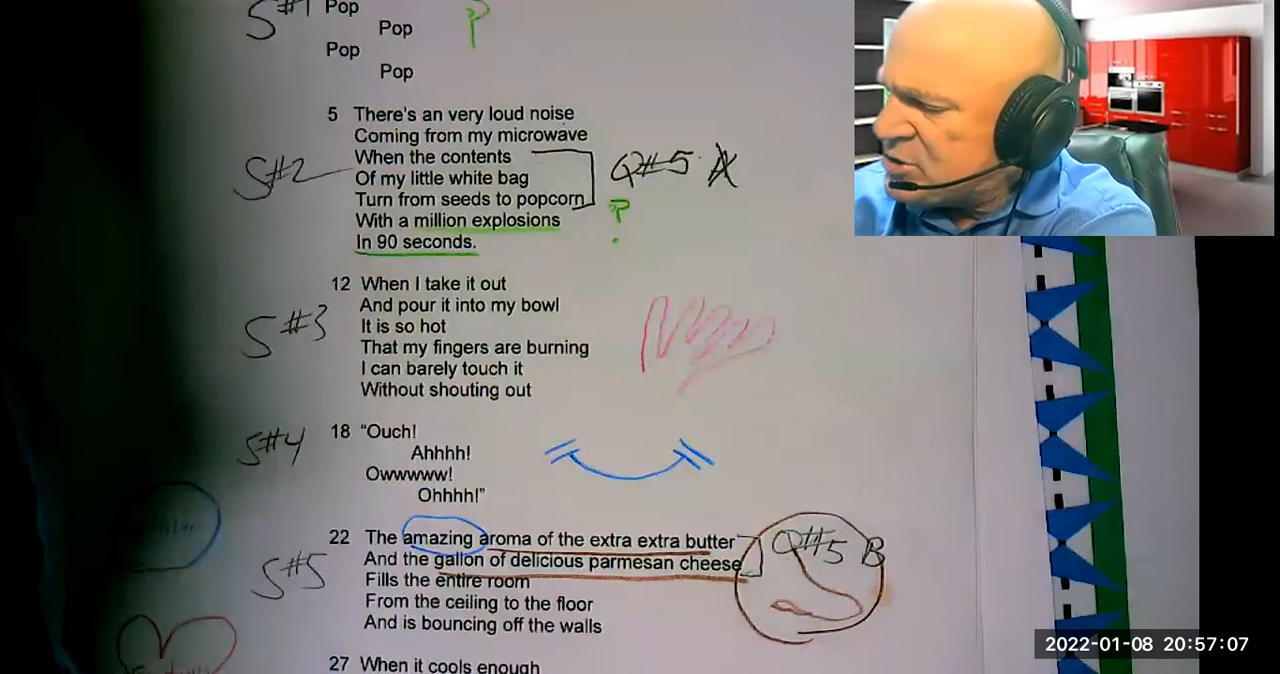 S#1 Pop
Pop
Pop
Pop
5 There's an very loud noise
Coming from my microwave
When the contents
S#2 Of my little white bag Q#5 A
Turn from seeds to popcorn
With a million explosions ?
In 90 seconds.
12 When I take it out
And pour it into my bowl
S#3 It is so hot
That my fingers are burning
I can barely touch it
Without shouting out
S#4 18 "Ouch!
Ahhhh!
Owwwww!
Ohhhh!"
22 The amazing aroma of the extra extra butter Q#5 B
And the gallon of delicious parmesan cheese
S#5 Fills the entire room
From the ceiling to the floor
And is bouncing off the walls
27 When it cools enough
2022-01-08 20:57:07